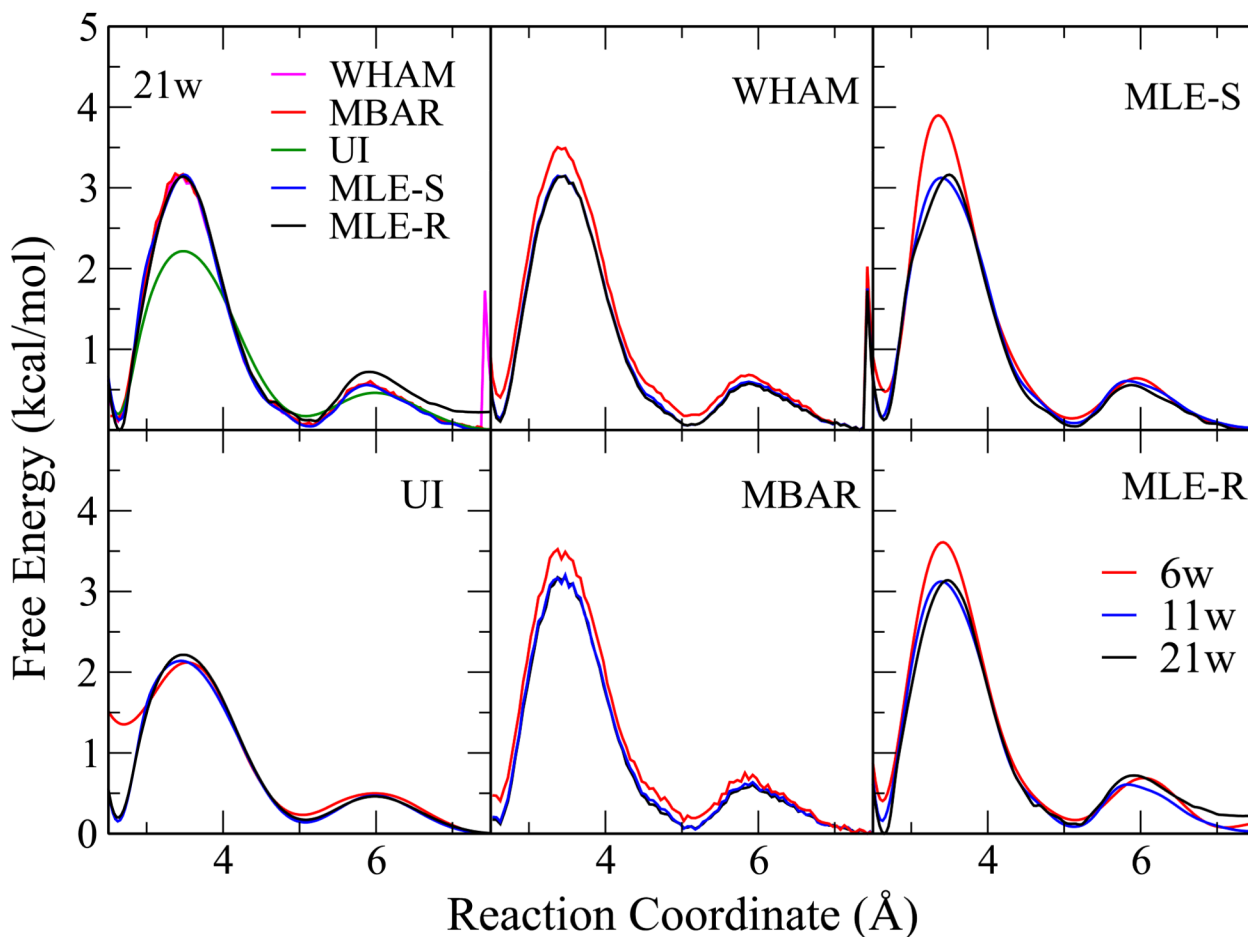 Free Energy (kcal/mol)
5
4
3
2
1
21w
WHAM
MBAR
UI
MLE-S
MLE-R
WHAM
MLE-S
4
3
2
1
0
UI
MBAR
MLE-R
6w
11w
21w
4 6 4 6 4 6
Reaction Coordinate (Å)